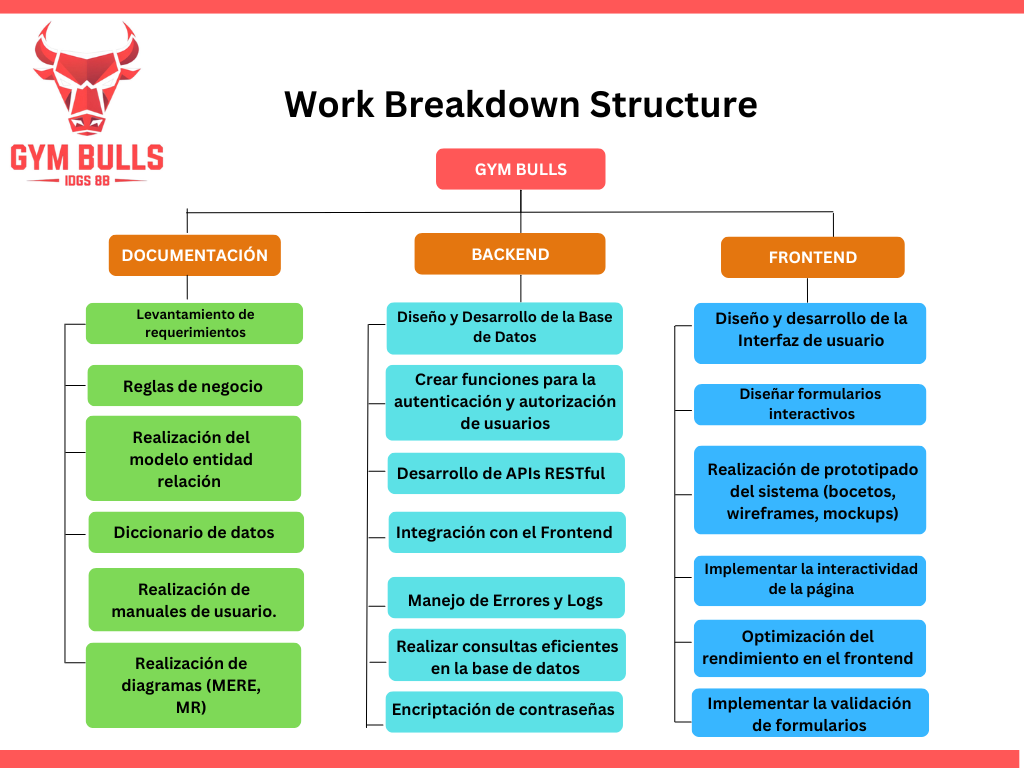 GYM BULLS
IDGS 8B
Work Breakdown Structure
GYM BULLS
DOCUMENTACIÓN
Levantamiento de
requerimientos
Reglas de negocio
Realización del
modelo entidad
relación
Diccionario de datos
Realización de
manuales de usuario.
Realización de
diagramas (MERE,
MR)
BACKEND
Diseño y Desarrollo de la Base
de Datos
Crear funciones para la
autenticación y autorización
de usuarios
Desarrollo de APIs RESTful
Integración con el Frontend
Manejo de Errores y Logs
Realizar consultas eficientes
en la base de datos
Encriptación de contraseñas
FRONTEND
Diseño y desarrollo de la
Interfaz de usuario
Diseñar formularios
interactivos
Realización de prototipado
del sistema (bocetos,
wireframes, mockups)
Implementar la interactividad
de la página
Optimización del
rendimiento en el frontend
Implementar la validación
de formularios